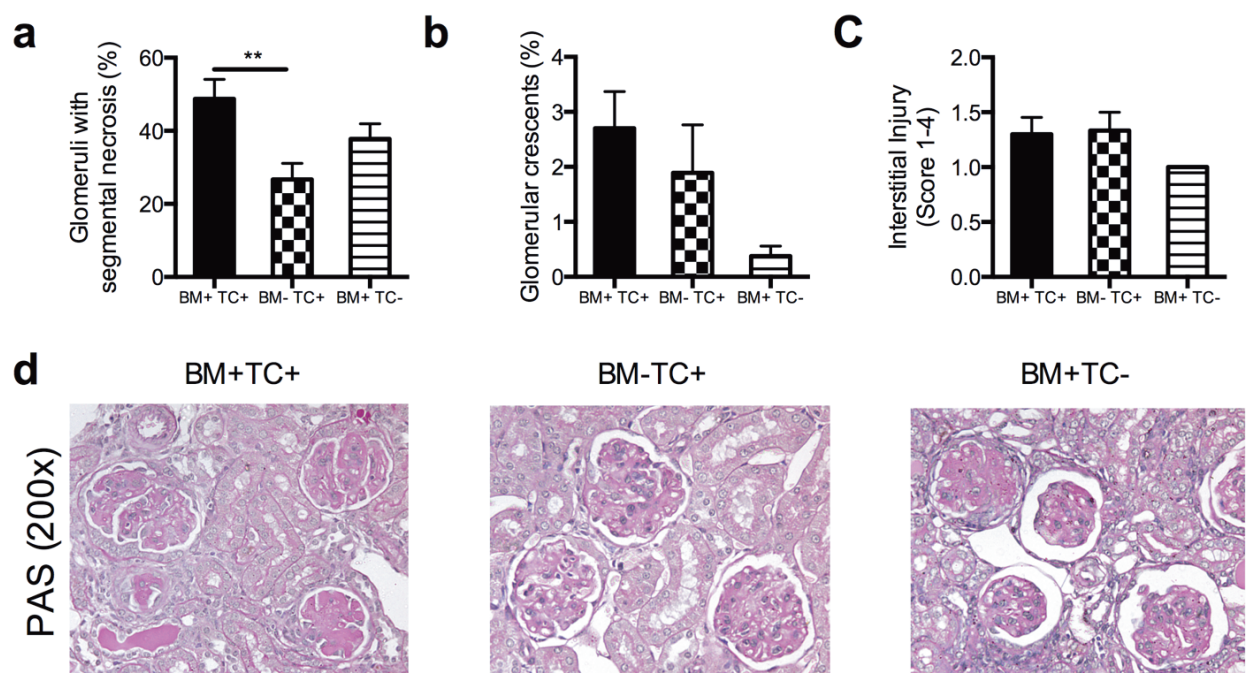 a
Glomeruli with
segmental necrosis (%)
60
40
20
0
**
BM+ TC+
BM- TC+
BM+ TC-
b
Glomerular crescents (%)
4
3
2
1
0
BM+ TC+
BM- TC+
BM+ TC-
c
Interstitial Injury
(Score 1-4)
2.0
1.5
1.0
0.5
0.0
BM+ TC+
BM- TC+
BM+ TC-
d
BM+TC+
BM-TC+
BM+TC-
PAS (200x)